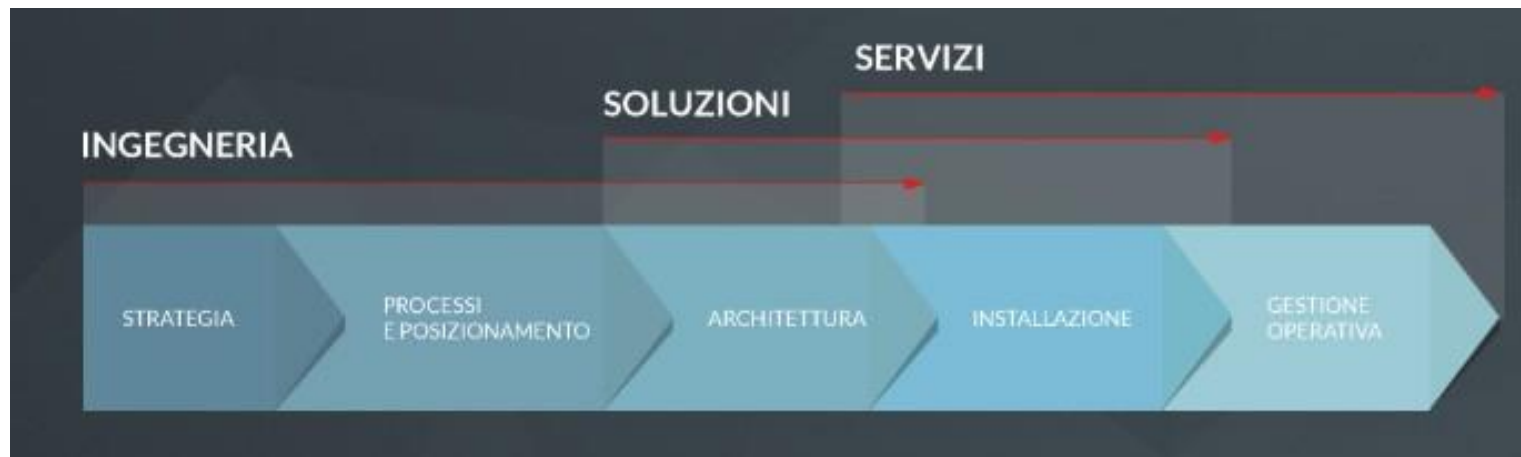 SERVIZI
SOLUZIONI
INGEGNERIA
STRATEGIA
PROCESSI
E POSIZIONAMENTO
ARCHITETTURA
INSTALLAZIONE
GESTIONE
OPERATIVA